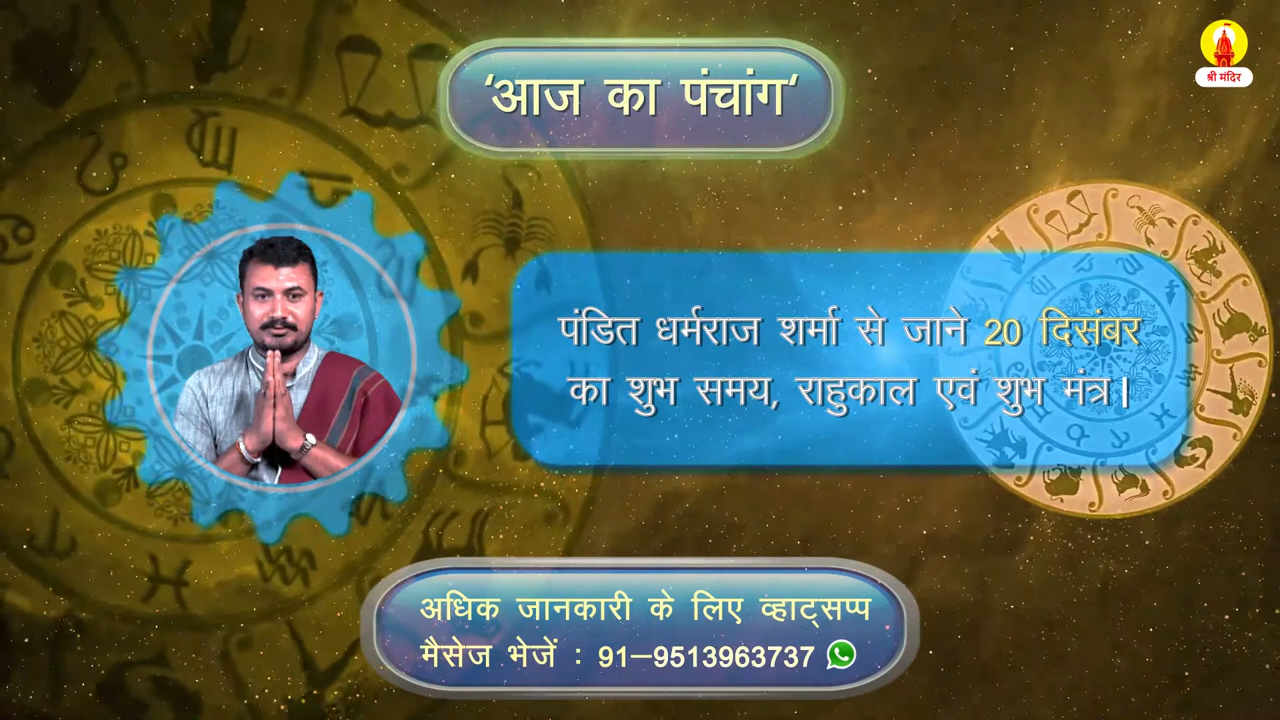 श्री मंदिर
‘आज का पंचांग‘
पंडित धर्मराज शर्मा से जाने 20 दिसंबर
का शुभ समय, राहुकाल एवं शुभ मंत्र।
अधिक जानकारी के लिए व्हाट्सप्प
मैसेज भेजें : 91–9513963737